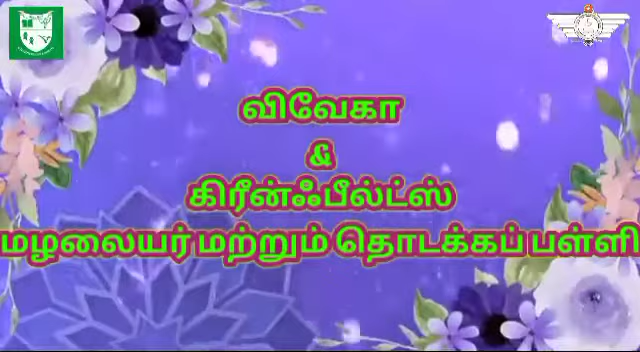 விவேகா
&
கிரீன்ஃபீல்ட்ஸ்
மழலையர் மற்றும் தொடக்கப் பள்ளி